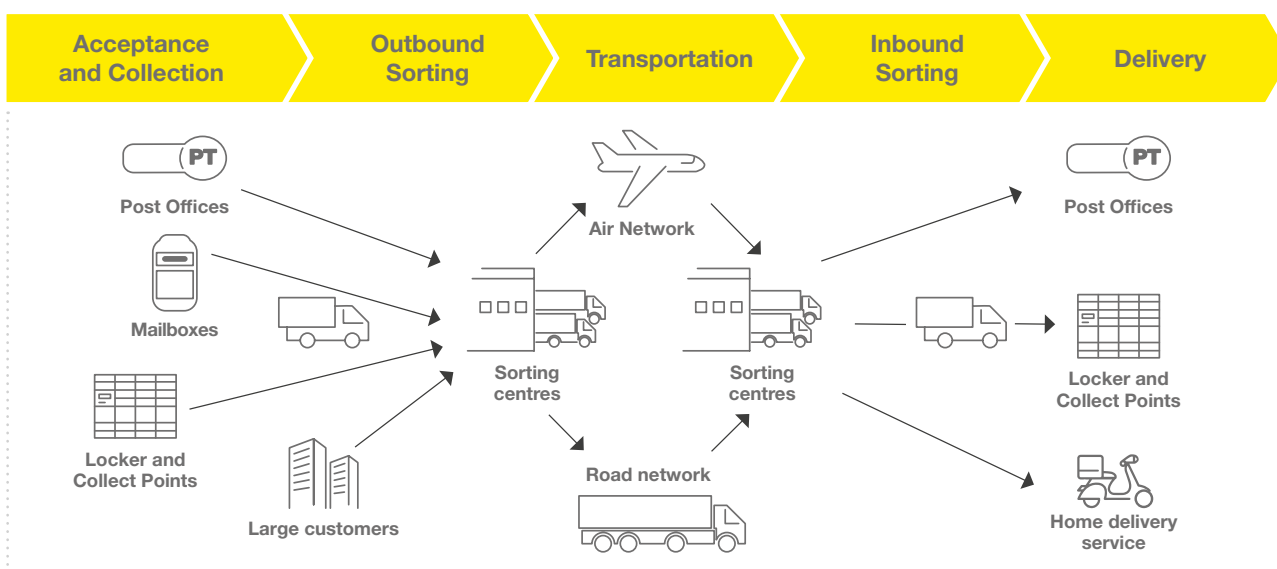 Acceptance
and Collection
Outbound
Sorting
Transportation
Inbound
Sorting
Delivery
PT
Post Offices
Mailboxes
Locker and
Collect Points
Large customers
Sorting
centres
Air Network
Road network
Sorting
centres
PT
Post Offices
Locker and
Collect Points
Home delivery
service